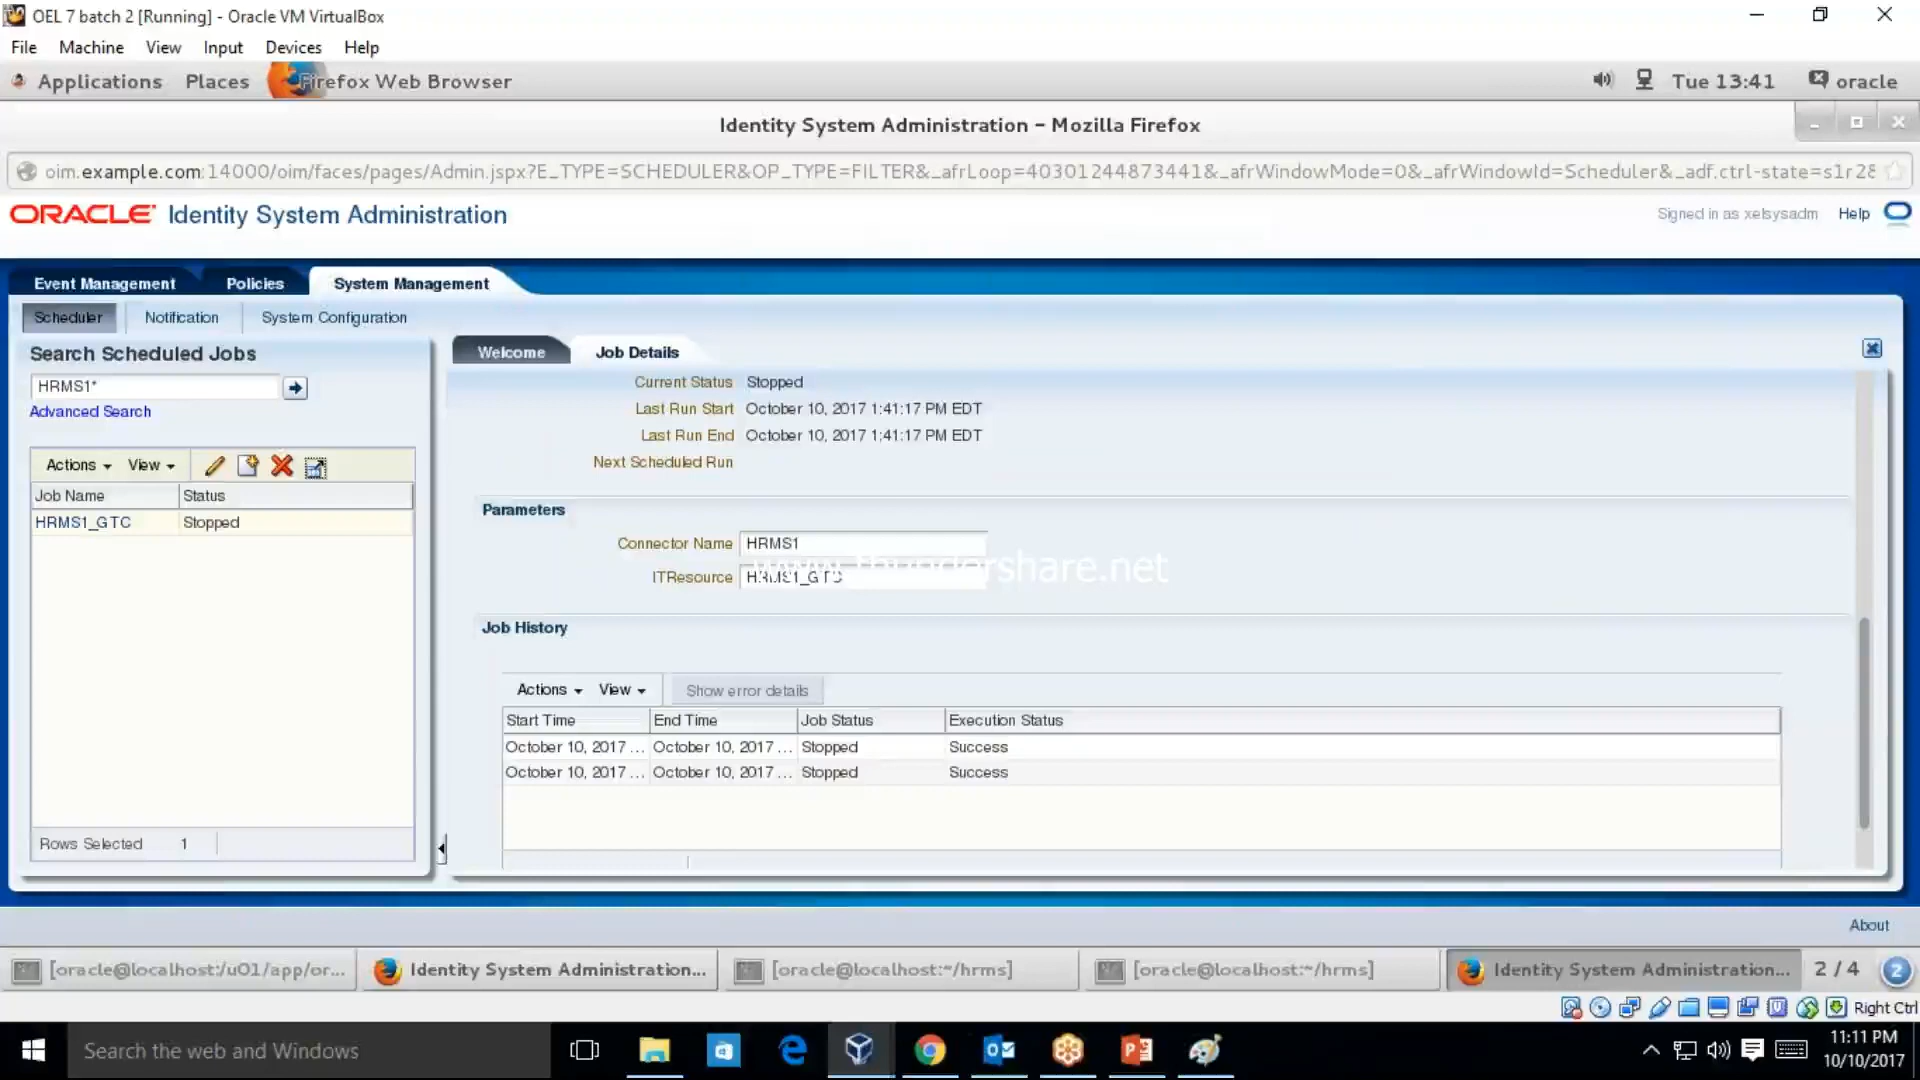 OEL 7 batch 2 [Running] - Oracle VM VirtualBox
File Machine View Input Devices Help
Applications Places Firefox Web Browser Tue 13:41 oracle
Identity System Administration – Mozilla Firefox
oim.example.com:14000/oim/faces/pages/Admin.jspx?E_TYPE=SCHEDULER&OP_TYPE=FILTER&_afrLoop=40301244873441&_afrWindowMode=0&_afrWindowId=Scheduler&_adf.ctrl-state=s1r28
ORACLE Identity System Administration Signed in as xelsysadm Help
Event Management Policies System Management
Scheduler Notification System Configuration
Search Scheduled Jobs
HRMS1*
Advanced Search
Actions View
Job Name Status
HRMS1_GTC Stopped
Rows Selected 1
Welcome Job Details
Current Status Stopped
Last Run Start October 10, 2017 1:41:17 PM EDT
Last Run End October 10, 2017 1:41:17 PM EDT
Next Scheduled Run
Parameters
Connector Name HRMS1
ITResource HRMS1_GTC
www.thundershare.net
Job History
Actions View Show error details
Start Time End Time Job Status Execution Status
October 10, 2017 ... October 10, 2017 ... Stopped Success
October 10, 2017 ... October 10, 2017 ... Stopped Success
About
[oracle@localhost:/u01/app/or... Identity System Administration... [oracle@localhost:~/hrms] [oracle@localhost:~/hrms] Identity System Administration... 2 / 4 2
Right Ctrl
Search the web and Windows
11:11 PM
10/10/2017